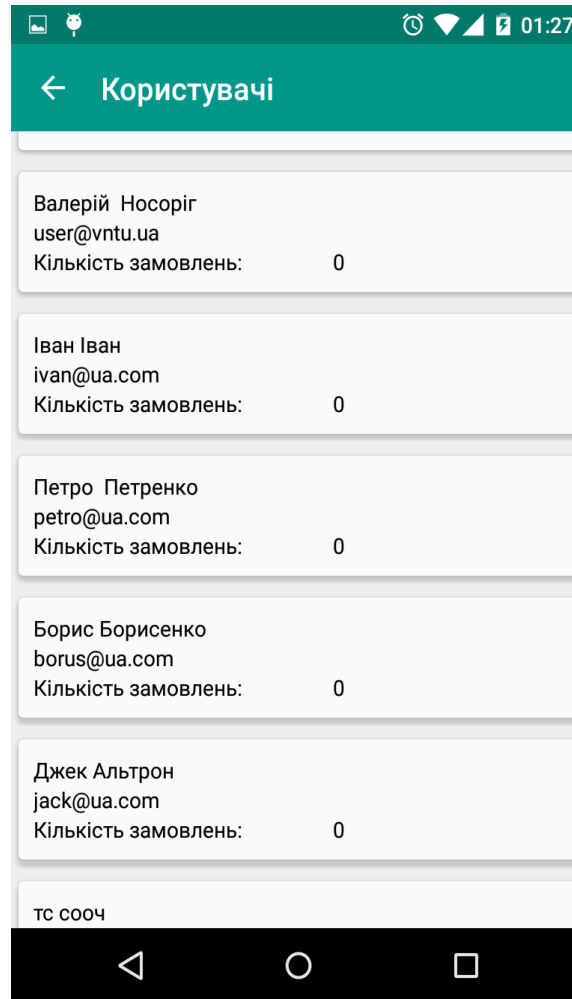 01:27
Користувачі
Валерій Носоріг
user@vntu.ua
Кількість замовлень: 0
Іван Іван
ivan@ua.com
Кількість замовлень: 0
Петро Петренко
petro@ua.com
Кількість замовлень: 0
Борис Борисенко
borus@ua.com
Кількість замовлень: 0
Джек Альтрон
jack@ua.com
Кількість замовлень: 0
тс сооч